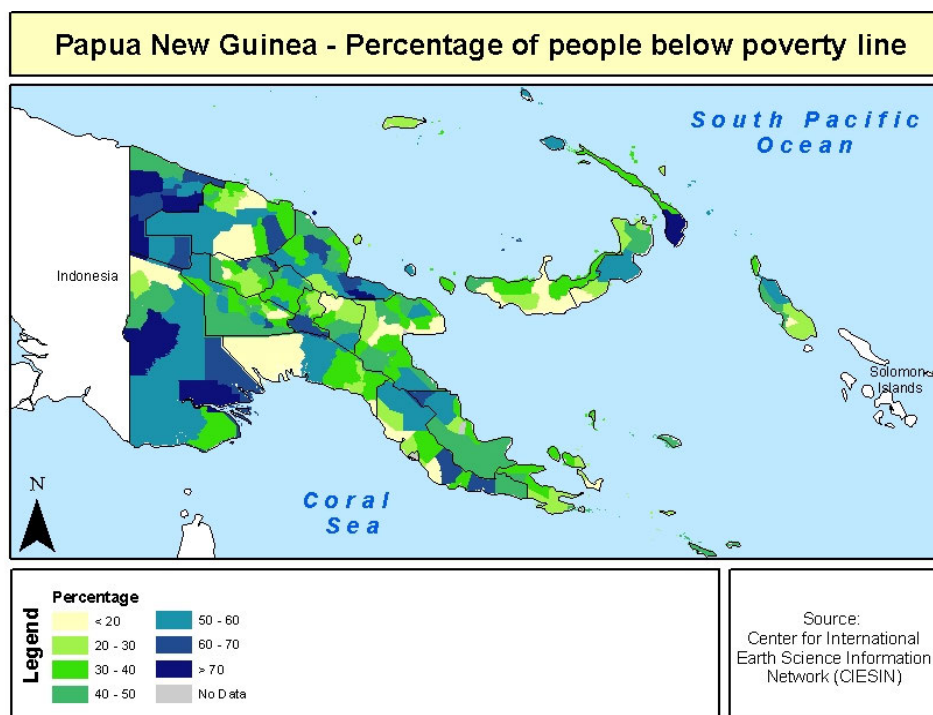 Papua New Guinea - Percentage of people below poverty line
South Pacific
Ocean
Indonesia
Solomon
Islands
N
Coral
Sea
Legend
Percentage
< 20
20 - 30
30 - 40
40 - 50
50 - 60
60 - 70
> 70
No Data
Source:
Center for International
Earth Science Information
Network (CIESIN)